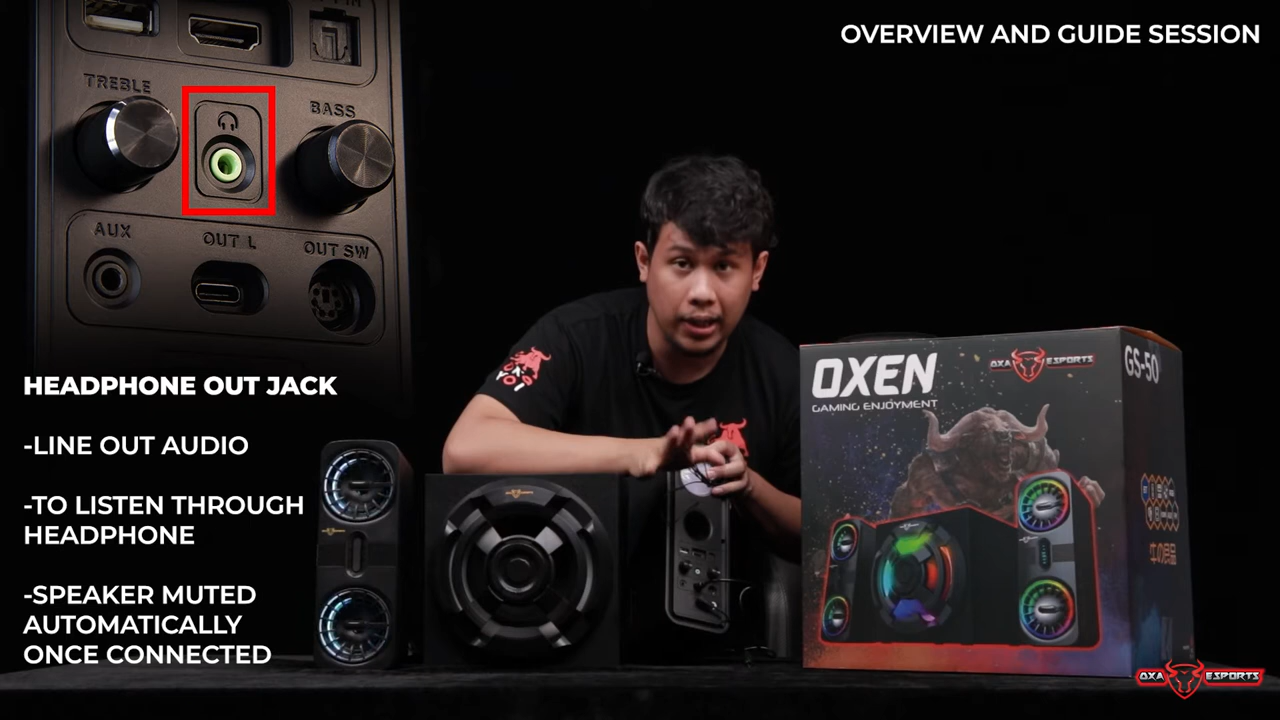 OVERVIEW AND GUIDE SESSION
TREBLE
BASS
AUX
OUT L
OUT SW
HEADPHONE OUT JACK
-LINE OUT AUDIO
-TO LISTEN THROUGH
HEADPHONE
-SPEAKER MUTED
AUTOMATICALLY
ONCE CONNECTED
OXEN
GAMING ENJOYMENT
OXA ESPORTS
GS-50
OXA ESPORTS